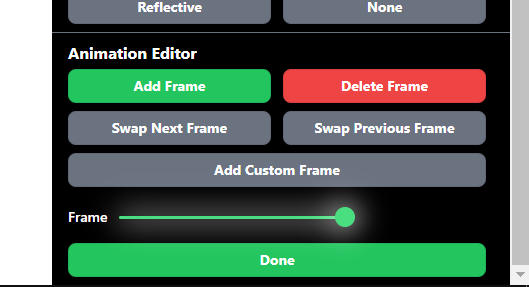 Reflective
None
Animation Editor
Add Frame
Delete Frame
Swap Next Frame
Swap Previous Frame
Add Custom Frame
Frame
Done